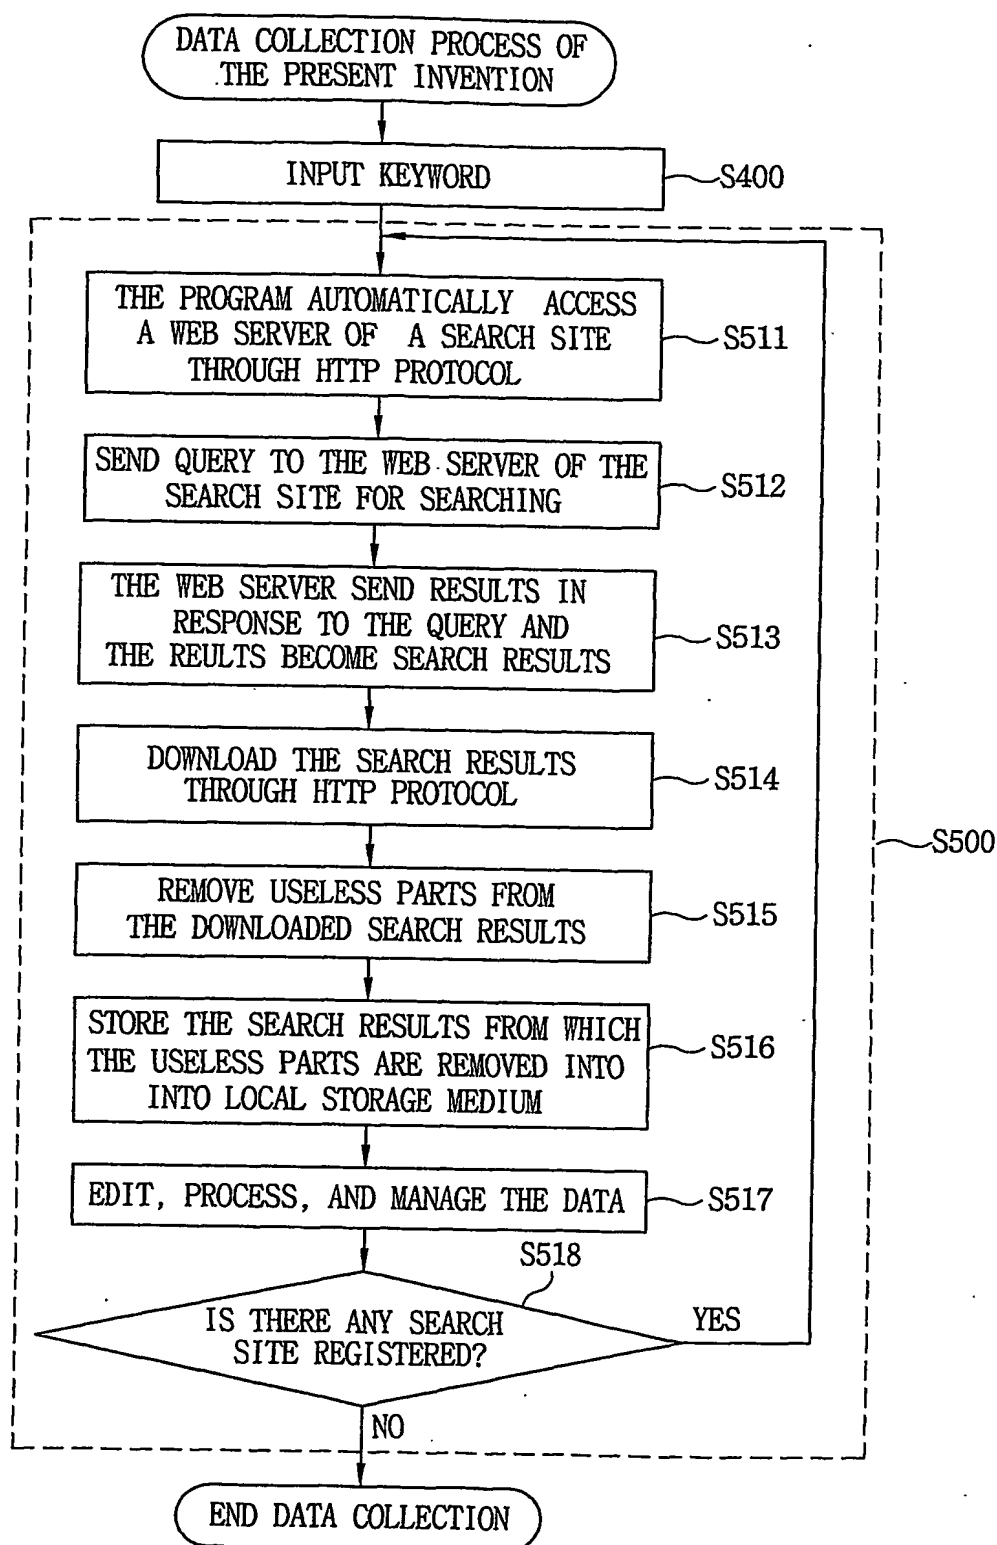 DATA COLLECTION PROCESS OF
THE PRESENT INVENTION
INPUT KEYWORD
S400
THE PROGRAM AUTOMATICALLY ACCESS
A WEB SERVER OF A SEARCH SITE
THROUGH HTTP PROTOCOL
S511
SEND QUERY TO THE WEB SERVER OF THE
SEARCH SITE FOR SEARCHING
S512
THE WEB SERVER SEND RESULTS IN
RESPONSE TO THE QUERY AND
THE REULTS BECOME SEARCH RESULTS
S513
DOWNLOAD THE SEARCH RESULTS
THROUGH HTTP PROTOCOL
S514
S500
REMOVE USELESS PARTS FROM
THE DOWNLOADED SEARCH RESULTS
S515
STORE THE SEARCH RESULTS FROM WHICH
THE USELESS PARTS ARE REMOVED INTO
INTO LOCAL STORAGE MEDIUM
S516
EDIT, PROCESS, AND MANAGE THE DATA
S517
S518
IS THERE ANY SEARCH
SITE REGISTERED?
YES
NO
END DATA COLLECTION